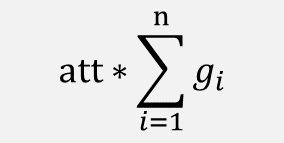 att * ∑_{i=1}^{n} g_i